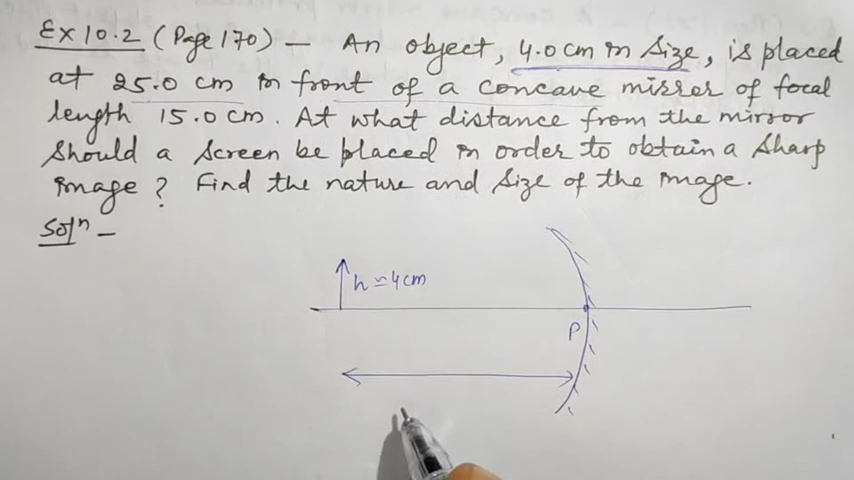 Ex 10.2 (Page 170) – An object, 4.0 cm in size, is placed
at 25.0 cm in front of a concave mirror of focal
length 15.0 cm. At what distance from the mirror
should a screen be placed in order to obtain a sharp
image? Find the nature and size of the image.
Solⁿ –
h = 4cm
P